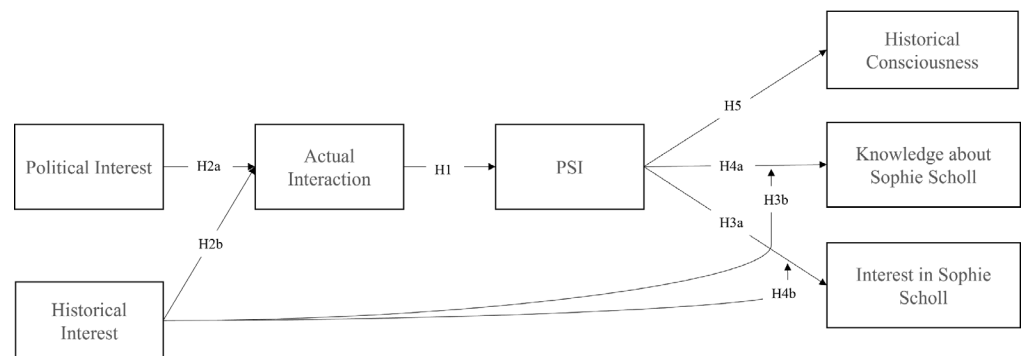 Historical
Consciousness
H5
Political Interest
H2a
Actual
Interaction
H1
PSI
H4a
Knowledge about
Sophie Scholl
H3b
H3a
H2b
Historical
Interest
H4b
Interest in Sophie
Scholl